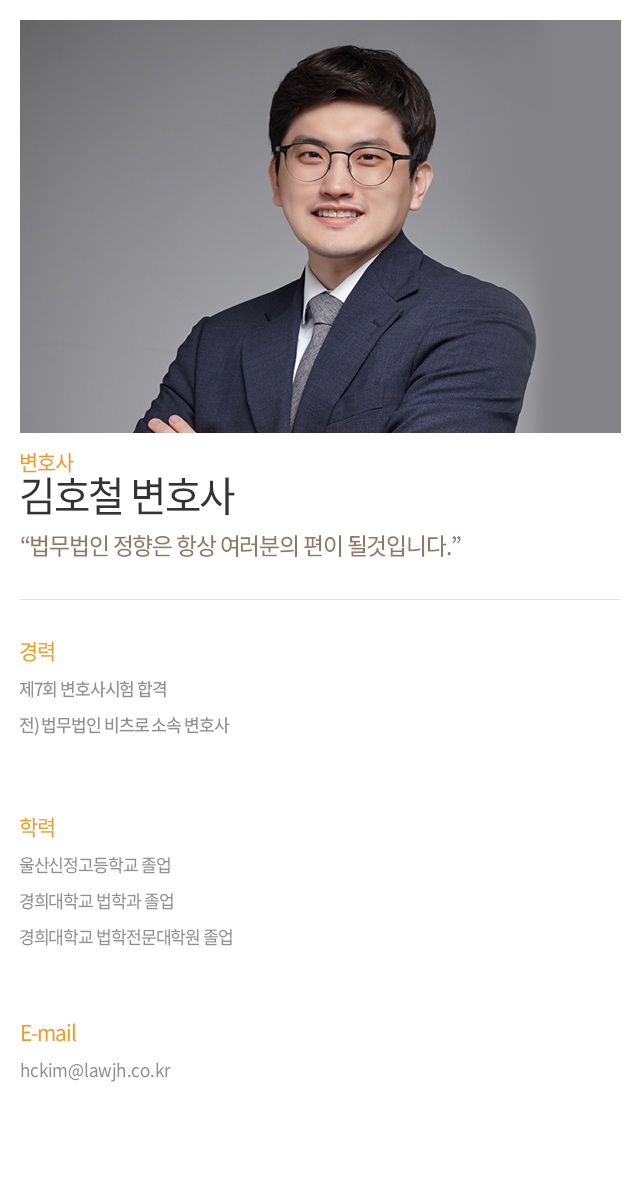 변호사
김호철 변호사
“법무법인 정향은 항상 여러분의 편이 될것입니다.”
경력
제7회 변호사시험 합격
전) 법무법인 비츠로 소속 변호사
학력
울산신정고등학교 졸업
경희대학교 법학과 졸업
경희대학교 법학전문대학원 졸업
E-mail
hckim@lawjh.co.kr